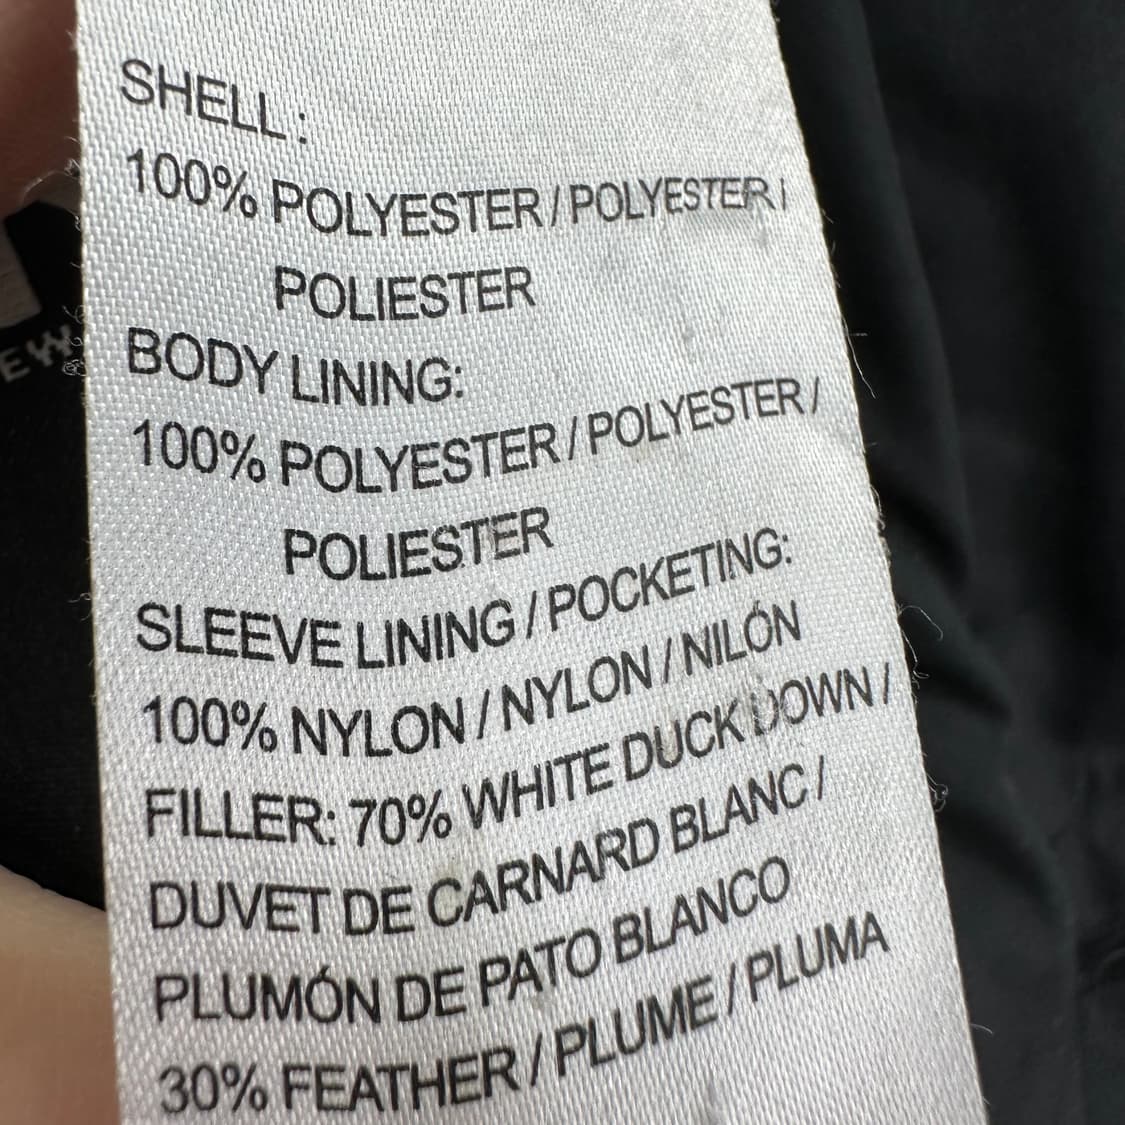 SHELL:
100% POLYESTER / POLYESTER /
POLIESTER
BODY LINING:
100% POLYESTER / POLYESTER /
POLIESTER
SLEEVE LINING / POCKETING:
100% NYLON / NYLON / NILÓN
FILLER: 70% WHITE DUCK DOWN /
DUVET DE CARNARD BLANC /
PLUMÓN DE PATO BLANCO
30% FEATHER / PLUME / PLUMA